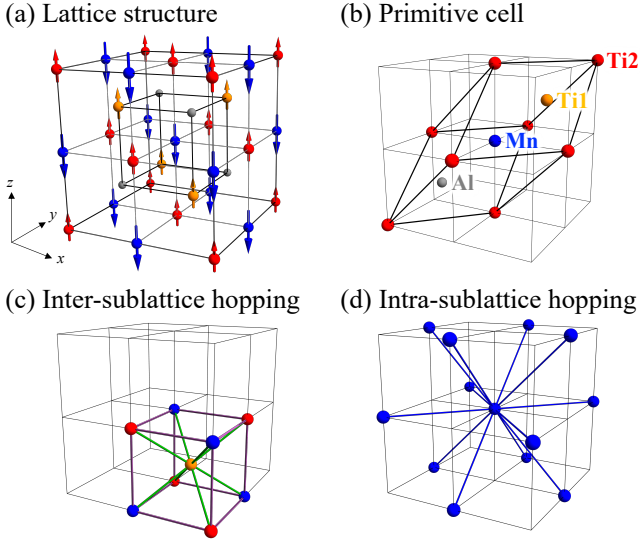 (a) Lattice structure
(b) Primitive cell
Ti2
Ti1
Mn
Al
z
y
x
(c) Inter-sublattice hopping
(d) Intra-sublattice hopping